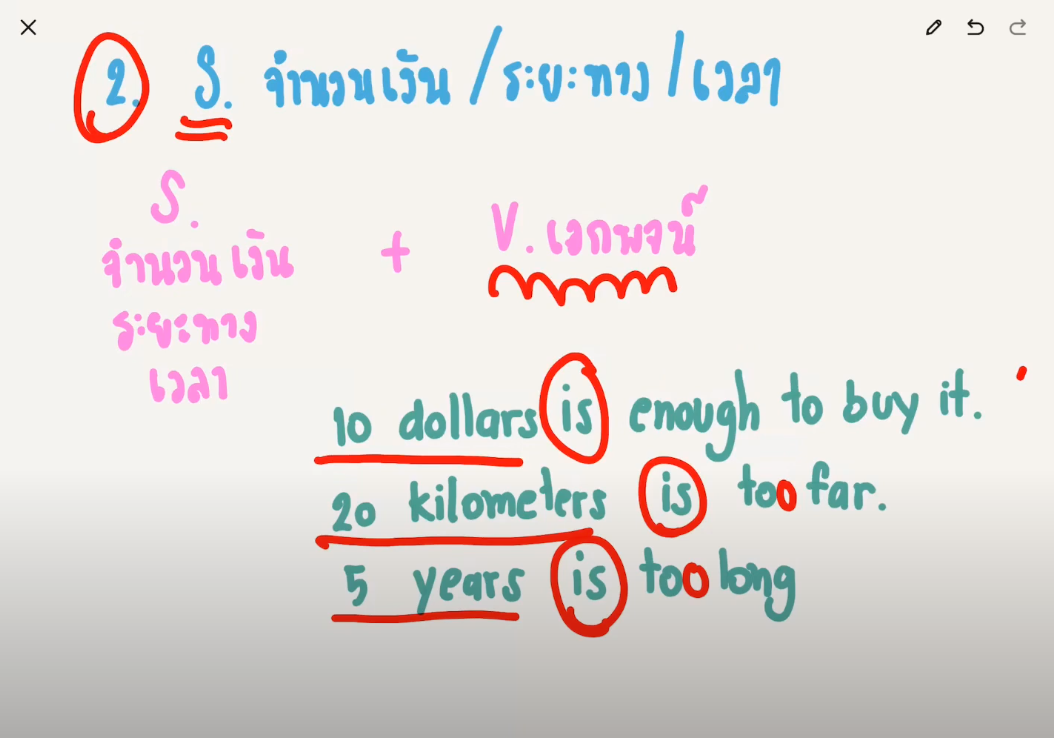 2. S. จำนวนเงิน / ระยะทาง / เวลา
S.
จำนวนเงิน + V. เอกพจน์
ระยะทาง
เวลา
10 dollars is enough to buy it.
20 kilometers is too far.
5 years is too long